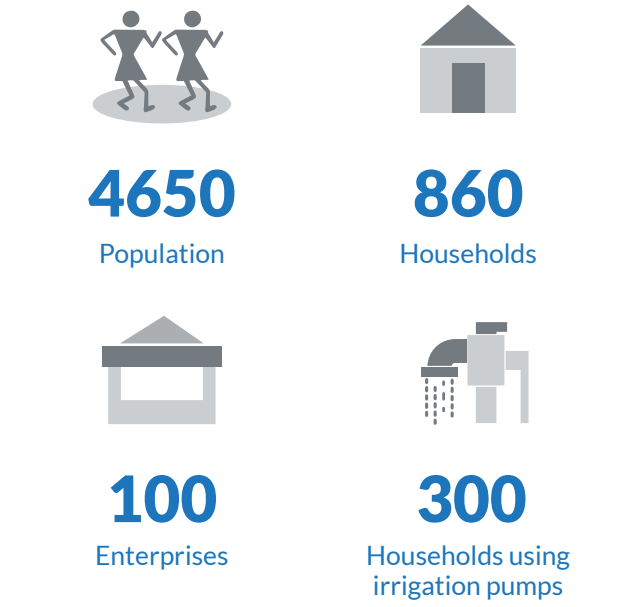 4650
Population
860
Households
100
Enterprises
300
Households using
irrigation pumps